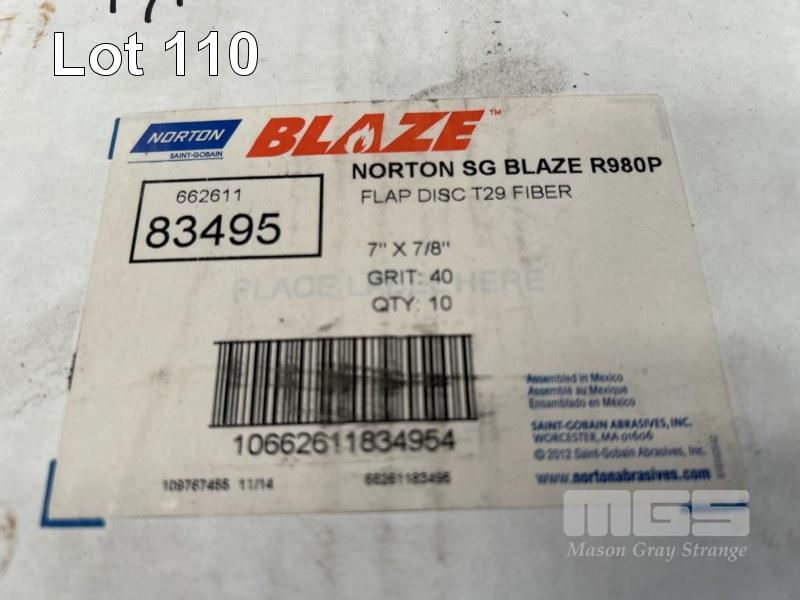 Lot 110
NORTON
SAINT-GOBAIN
BLAZE™
NORTON SG BLAZE R980P
FLAP DISC T29 FIBER
662611
83495
7" X 7/8"
GRIT: 40
QTY: 10
PLACE LABEL HERE
10662611834954
109767455 11/14
66261183495
Assembled in Mexico
Assemblé au Mexique
Ensamblado en México
SAINT-GOBAIN ABRASIVES, INC.
WORCESTER, MA 01606
© 2012 Saint-Gobain Abrasives, Inc.
www.nortonabrasives.com
MGS
Mason Gray Strange